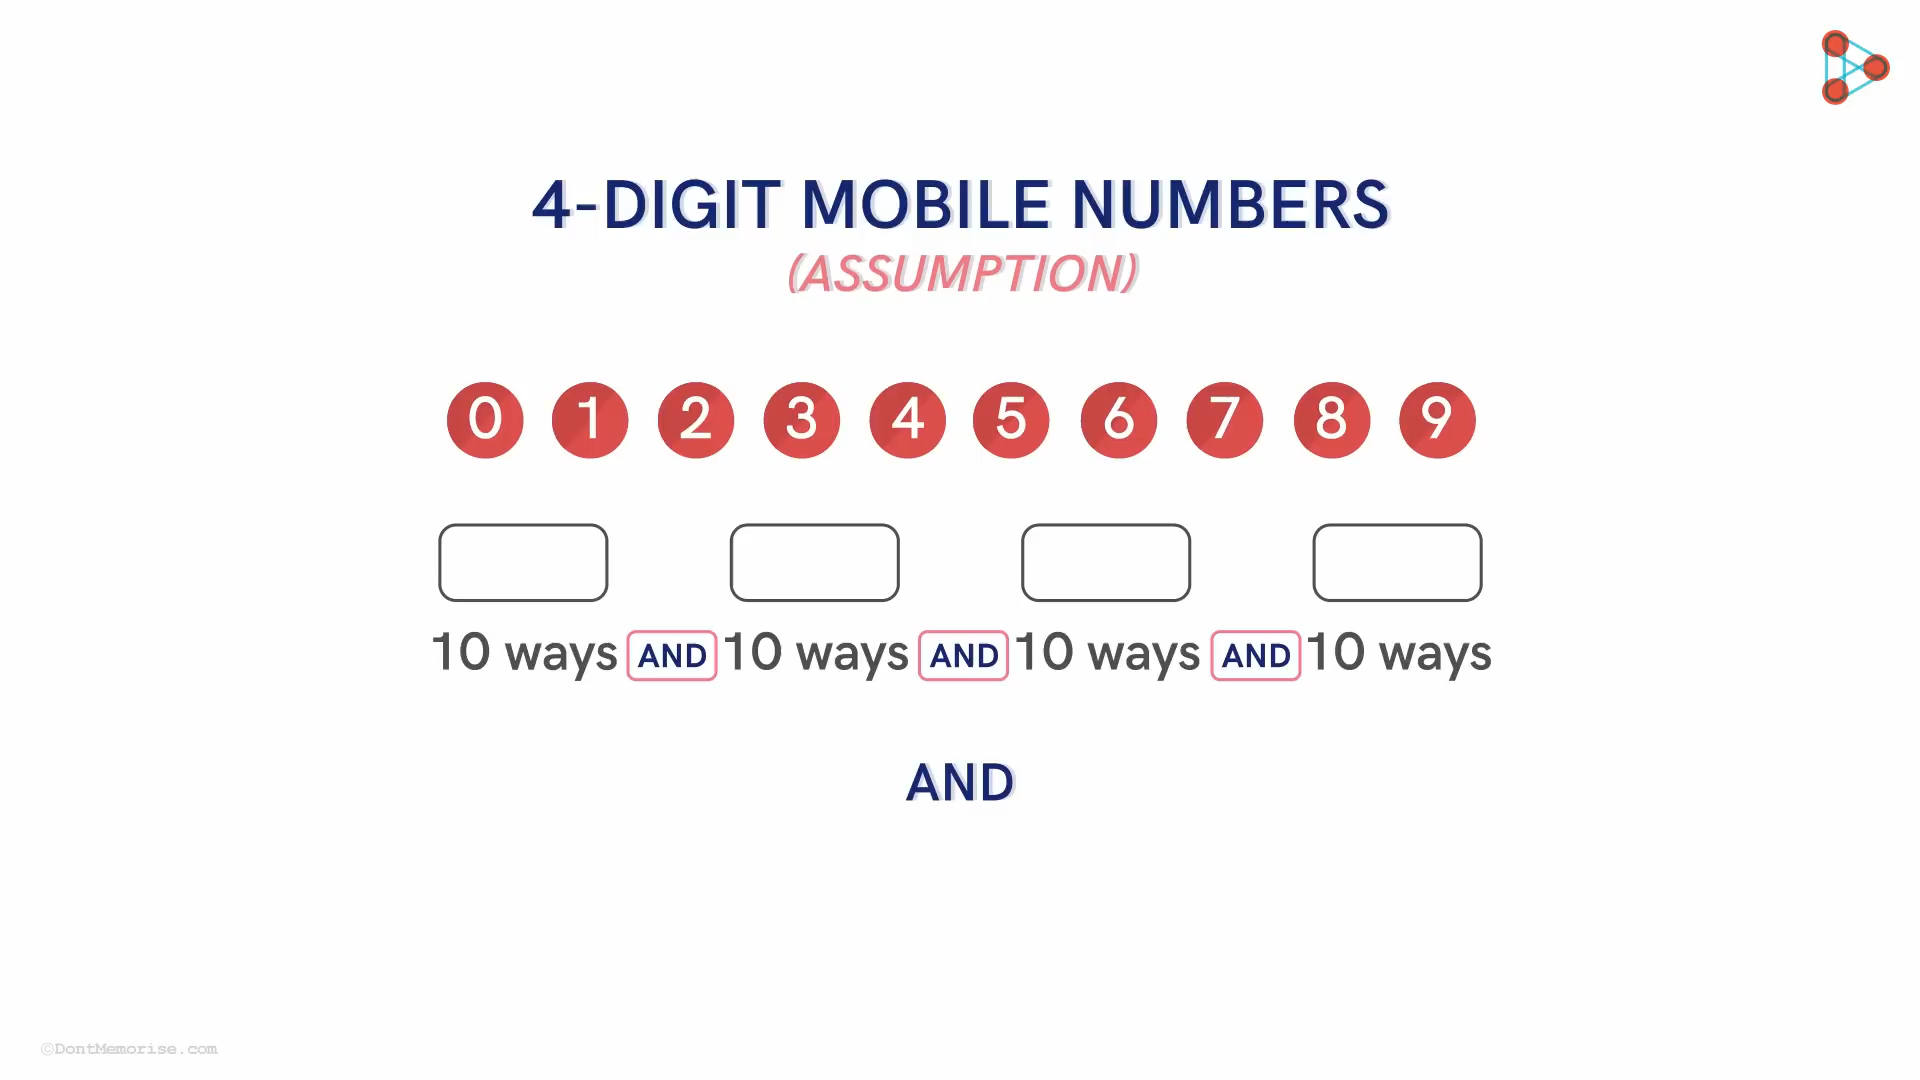 4-DIGIT MOBILE NUMBERS
(ASSUMPTION)
0 1 2 3 4 5 6 7 8 9
10 ways AND 10 ways AND 10 ways AND 10 ways
AND
©DontMemorise.com